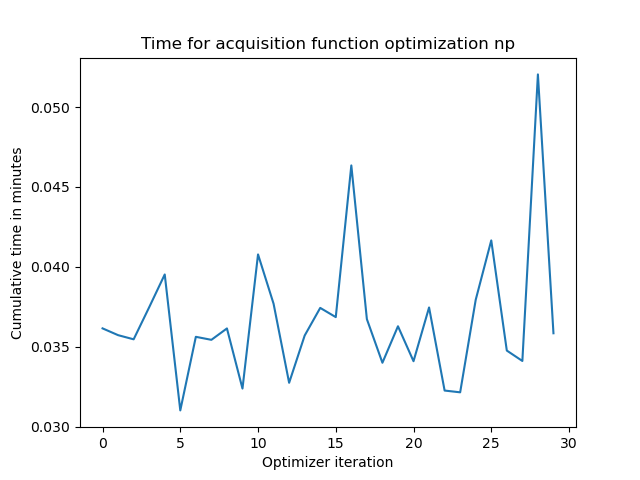 Time for acquisition function optimization np
0.050
0.045
0.040
0.035
0.030
Cumulative time in minutes
0 5 10 15 20 25 30
Optimizer iteration